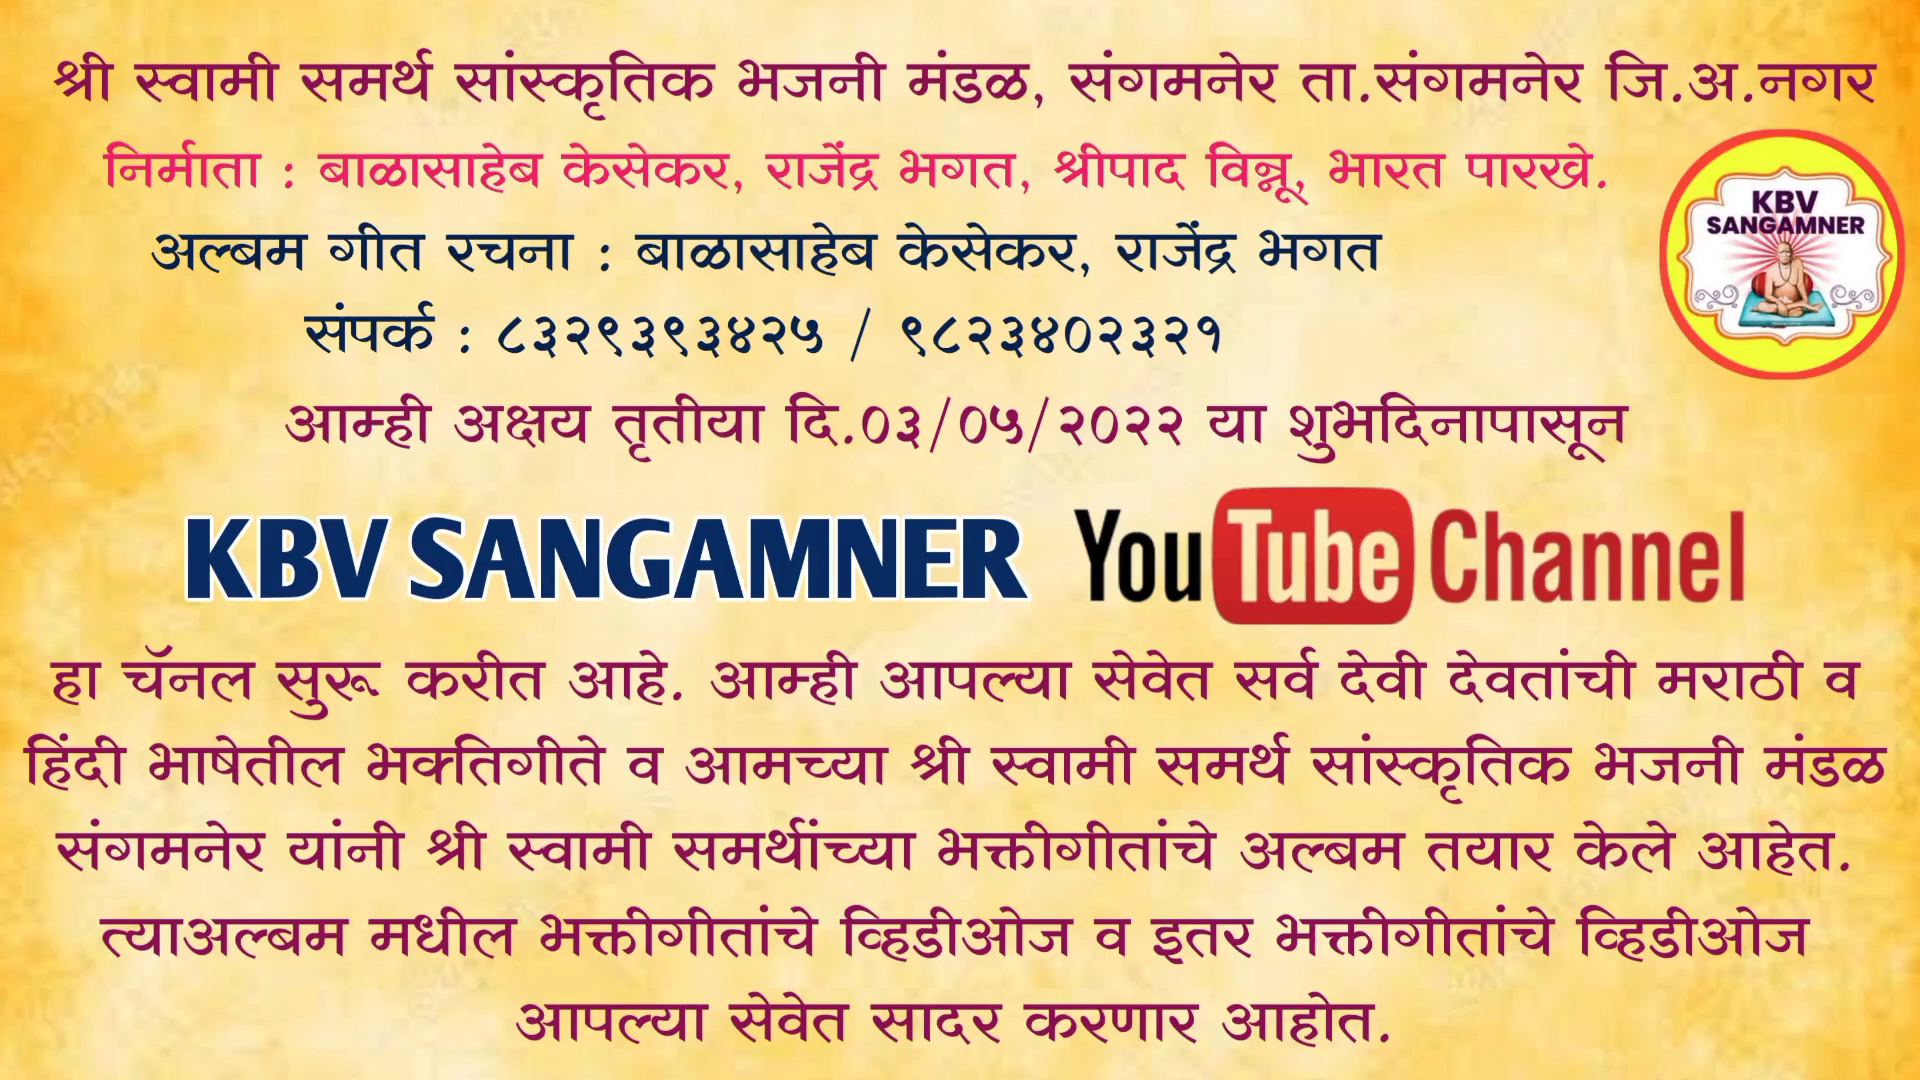 श्री स्वामी समर्थ सांस्कृतिक भजनी मंडळ, संगमनेर ता.संगमनेर जि.अ.नगर
निर्माता : बाळासाहेब केसेकर, राजेंद्र भगत, श्रीपाद विन्नू, भारत पारखे.
अल्बम गीत रचना : बाळासाहेब केसेकर, राजेंद्र भगत
KBV
SANGAMNER
संपर्क : ८३२९३९३४२५ / ९८२३४०२३२१
आम्ही अक्षय तृतीया दि.०३/०५/२०२२ या शुभदिनापासून
KBV SANGAMNER YouTube Channel
हा चॅनल सुरू करीत आहे. आम्ही आपल्या सेवेत सर्व देवी देवतांची मराठी व
हिंदी भाषेतील भक्तिगीते व आमच्या श्री स्वामी समर्थ सांस्कृतिक भजनी मंडळ
संगमनेर यांनी श्री स्वामी समर्थांच्या भक्तीगीतांचे अल्बम तयार केले आहेत.
त्याअल्बम मधील भक्तीगीतांचे व्हिडीओज व इतर भक्तीगीतांचे व्हिडीओज
आपल्या सेवेत सादर करणार आहोत.